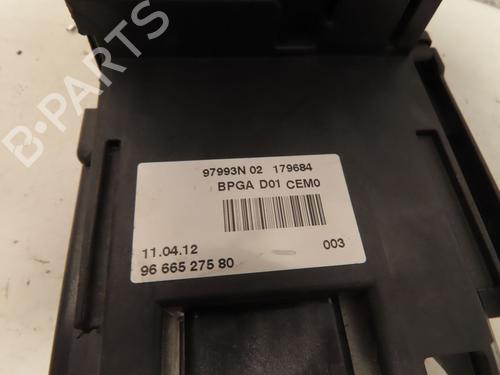 B-PARTS
97993N 02 179684
BPGA D01 CEM0
11.04.12
003
96 665 275 80